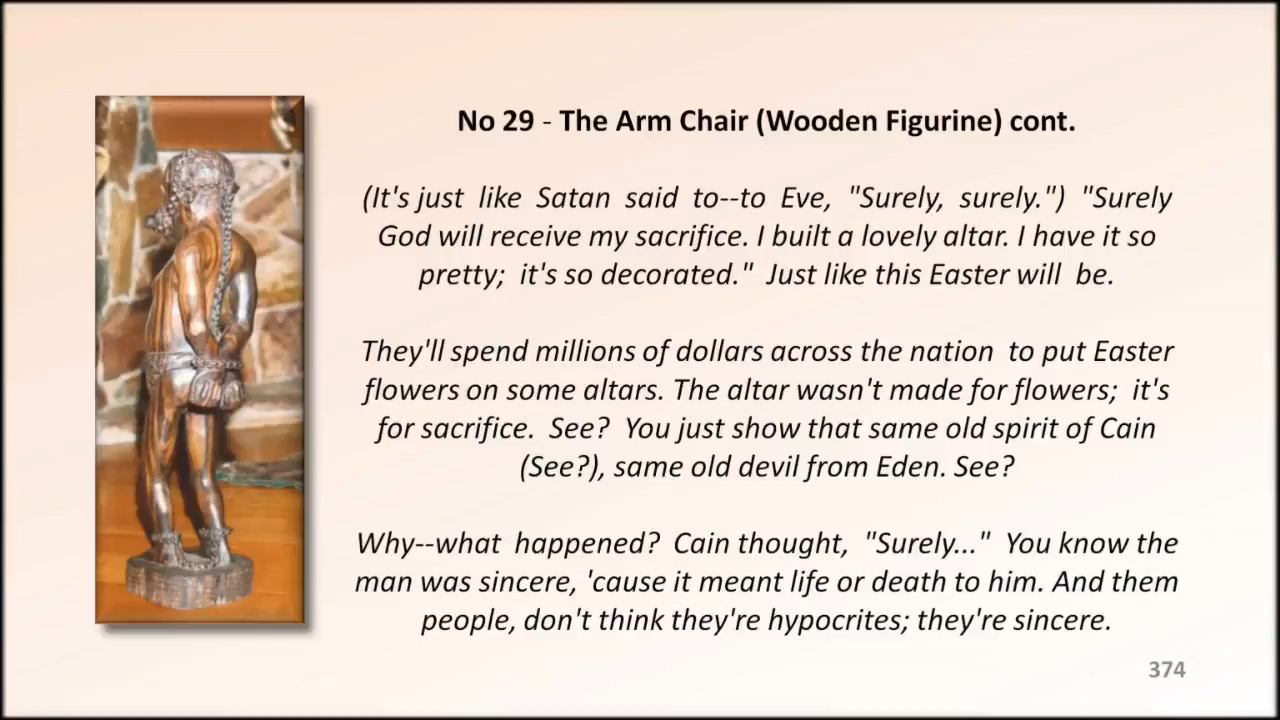 No 29 - The Arm Chair (Wooden Figurine) cont.
(It's just like Satan said to--to Eve, "Surely, surely.") "Surely
God will receive my sacrifice. I built a lovely altar. I have it so
pretty; it's so decorated." Just like this Easter will be.
They'll spend millions of dollars across the nation to put Easter
flowers on some altars. The altar wasn't made for flowers; it's
for sacrifice. See? You just show that same old spirit of Cain
(See?), same old devil from Eden. See?
Why--what happened? Cain thought, "Surely..." You know the
man was sincere, 'cause it meant life or death to him. And them
people, don't think they're hypocrites; they're sincere.
374